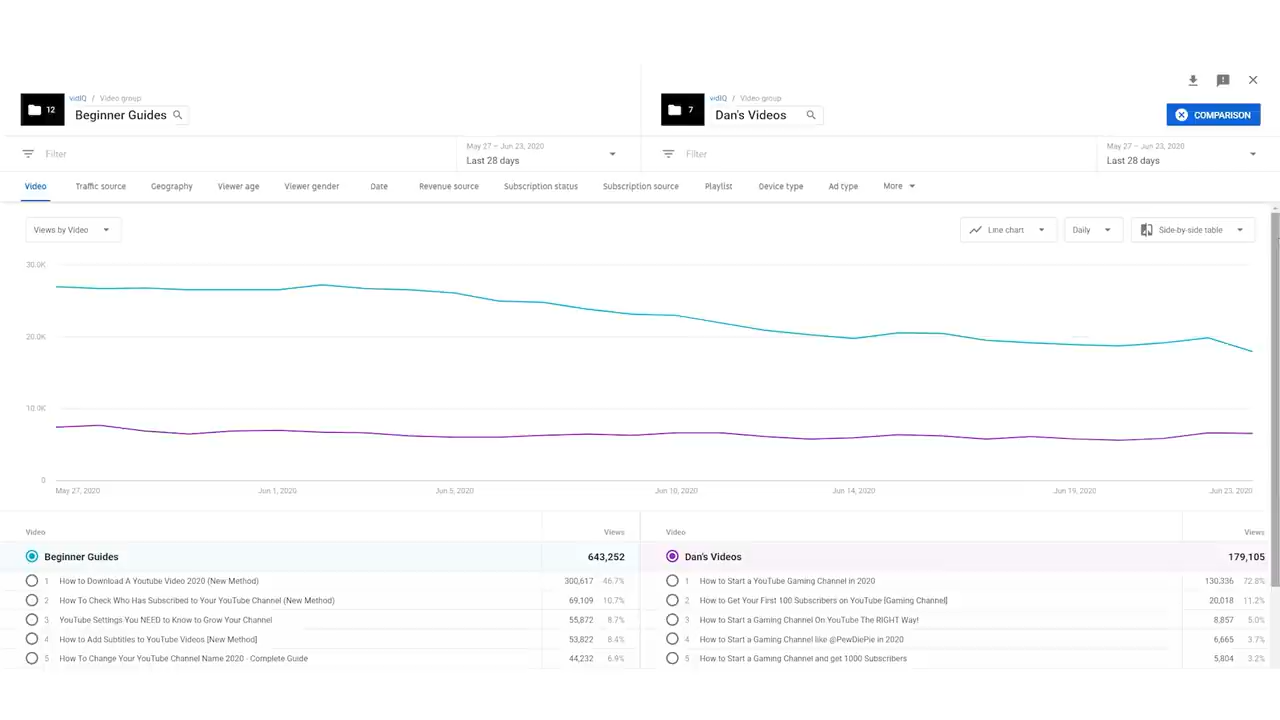 12
vidIQ / Video group
Beginner Guides
7
vidIQ / Video group
Dan's Videos
COMPARISON
Filter
May 27 – Jun 23, 2020
Last 28 days
Filter
May 27 – Jun 23, 2020
Last 28 days
Video Traffic source Geography Viewer age Viewer gender Date Revenue source Subscription status Subscription source Playlist Device type Ad type More
Views by Video
Line chart Daily Side-by-side table
30.0K
20.0K
10.0K
0
May 27, 2020 Jun 1, 2020 Jun 5, 2020 Jun 10, 2020 Jun 14, 2020 Jun 19, 2020 Jun 23, 2020
Video Views
Beginner Guides 643,252
1 How to Download A Youtube Video 2020 (New Method) 300,617 46.7%
2 How To Check Who Has Subscribed to Your YouTube Channel (New Method) 69,109 10.7%
3 YouTube Settings You NEED to Know to Grow Your Channel 55,872 8.7%
4 How to Add Subtitles to YouTube Videos [New Method] 53,822 8.4%
5 How To Change Your YouTube Channel Name 2020 - Complete Guide 44,232 6.9%
Video Views
Dan's Videos 179,105
1 How to Start a YouTube Gaming Channel in 2020 130,336 72.8%
2 How to Get Your First 100 Subscribers on YouTube [Gaming Channel] 20,018 11.2%
3 How to Start a Gaming Channel On YouTube The RIGHT Way! 8,857 5.0%
4 How to Start a Gaming Channel like @PewDiePie in 2020 6,665 3.7%
5 How to Start a Gaming Channel and get 1000 Subscribers 5,804 3.2%